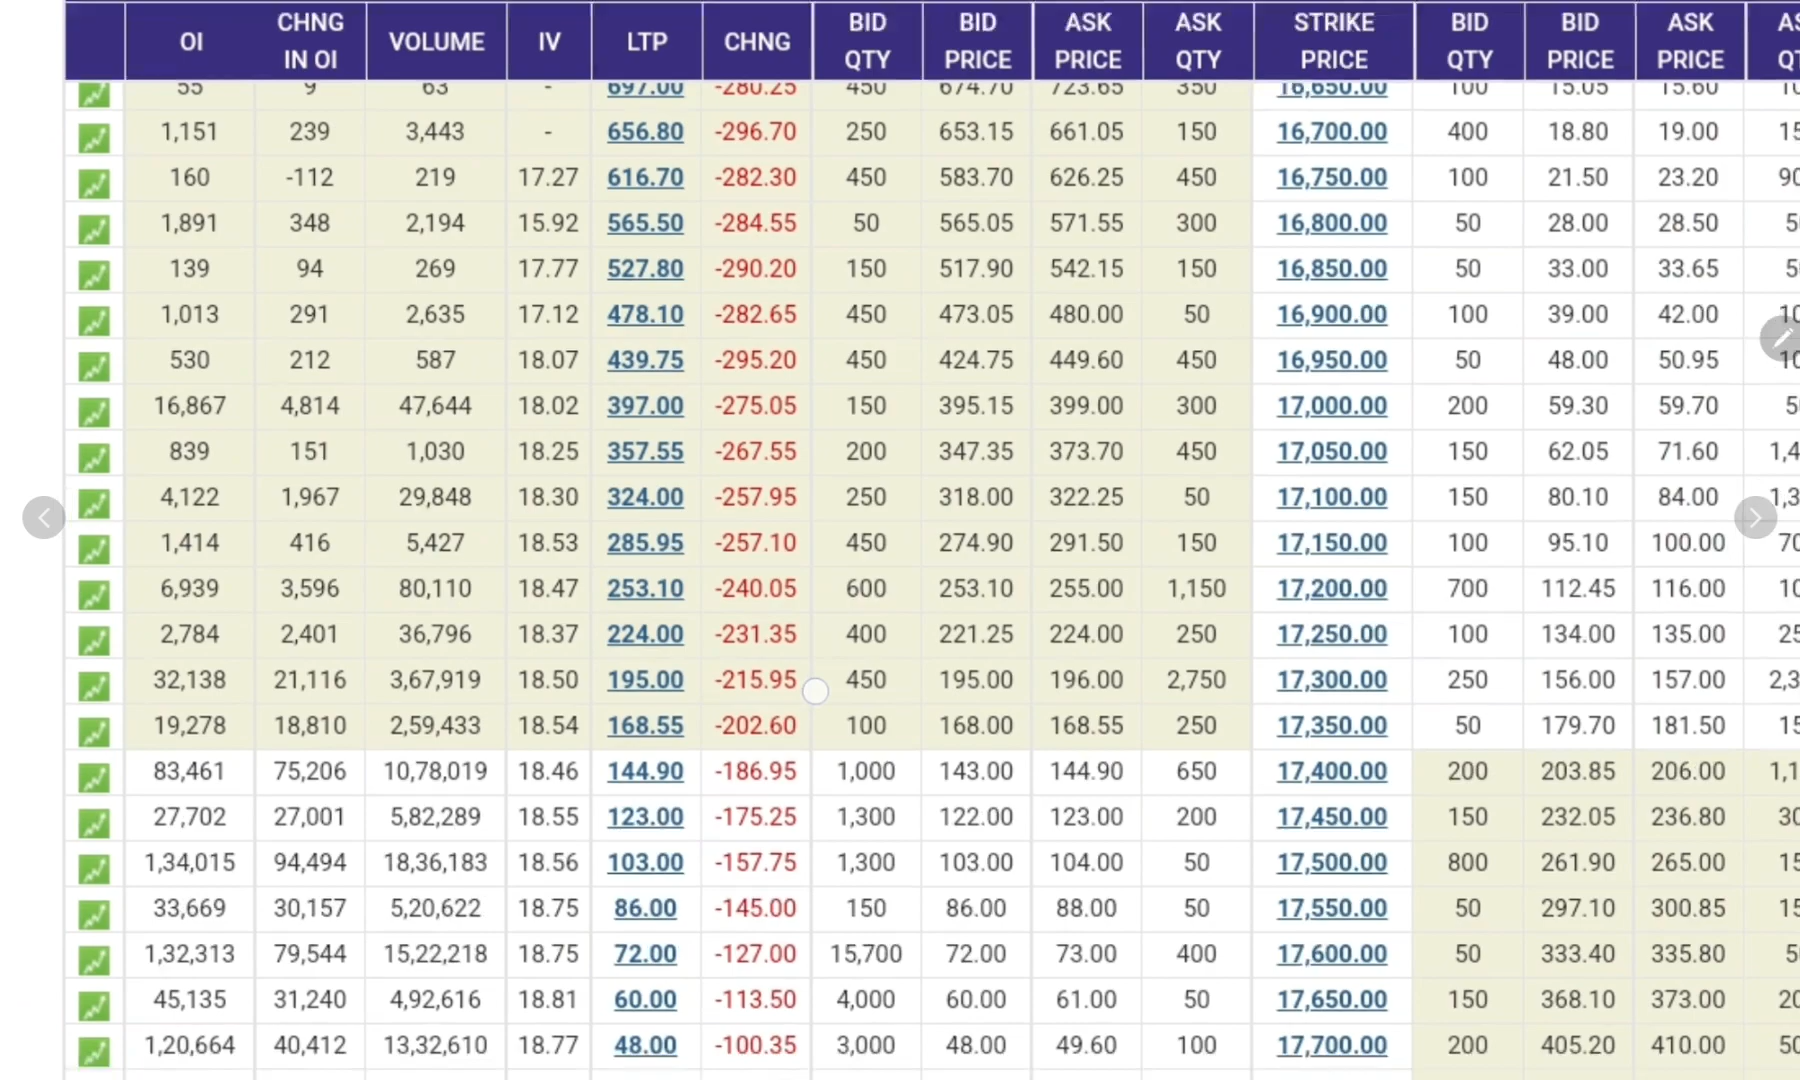 OI CHNG IN OI VOLUME IV LTP CHNG BID QTY BID PRICE ASK PRICE ASK QTY STRIKE PRICE BID QTY BID PRICE ASK PRICE
55 9 63 - 697.00 -280.25 450 674.70 723.65 350 16,650.00 100 15.05 15.60
1,151 239 3,443 - 656.80 -296.70 250 653.15 661.05 150 16,700.00 400 18.80 19.00
160 -112 219 17.27 616.70 -282.30 450 583.70 626.25 450 16,750.00 100 21.50 23.20
1,891 348 2,194 15.92 565.50 -284.55 50 565.05 571.55 300 16,800.00 50 28.00 28.50
139 94 269 17.77 527.80 -290.20 150 517.90 542.15 150 16,850.00 50 33.00 33.65
1,013 291 2,635 17.12 478.10 -282.65 450 473.05 480.00 50 16,900.00 100 39.00 42.00
530 212 587 18.07 439.75 -295.20 450 424.75 449.60 450 16,950.00 50 48.00 50.95
16,867 4,814 47,644 18.02 397.00 -275.05 150 395.15 399.00 300 17,000.00 200 59.30 59.70
839 151 1,030 18.25 357.55 -267.55 200 347.35 373.70 450 17,050.00 150 62.05 71.60
4,122 1,967 29,848 18.30 324.00 -257.95 250 318.00 322.25 50 17,100.00 150 80.10 84.00
1,414 416 5,427 18.53 285.95 -257.10 450 274.90 291.50 150 17,150.00 100 95.10 100.00
6,939 3,596 80,110 18.47 253.10 -240.05 600 253.10 255.00 1,150 17,200.00 700 112.45 116.00
2,784 2,401 36,796 18.37 224.00 -231.35 400 221.25 224.00 250 17,250.00 100 134.00 135.00
32,138 21,116 3,67,919 18.50 195.00 -215.95 450 195.00 196.00 2,750 17,300.00 250 156.00 157.00
19,278 18,810 2,59,433 18.54 168.55 -202.60 100 168.00 168.55 250 17,350.00 50 179.70 181.50
83,461 75,206 10,78,019 18.46 144.90 -186.95 1,000 143.00 144.90 650 17,400.00 200 203.85 206.00
27,702 27,001 5,82,289 18.55 123.00 -175.25 1,300 122.00 123.00 200 17,450.00 150 232.05 236.80
1,34,015 94,494 18,36,183 18.56 103.00 -157.75 1,300 103.00 104.00 50 17,500.00 800 261.90 265.00
33,669 30,157 5,20,622 18.75 86.00 -145.00 150 86.00 88.00 50 17,550.00 50 297.10 300.85
1,32,313 79,544 15,22,218 18.75 72.00 -127.00 15,700 72.00 73.00 400 17,600.00 50 333.40 335.80
45,135 31,240 4,92,616 18.81 60.00 -113.50 4,000 60.00 61.00 50 17,650.00 150 368.10 373.00
1,20,664 40,412 13,32,610 18.77 48.00 -100.35 3,000 48.00 49.60 100 17,700.00 200 405.20 410.00